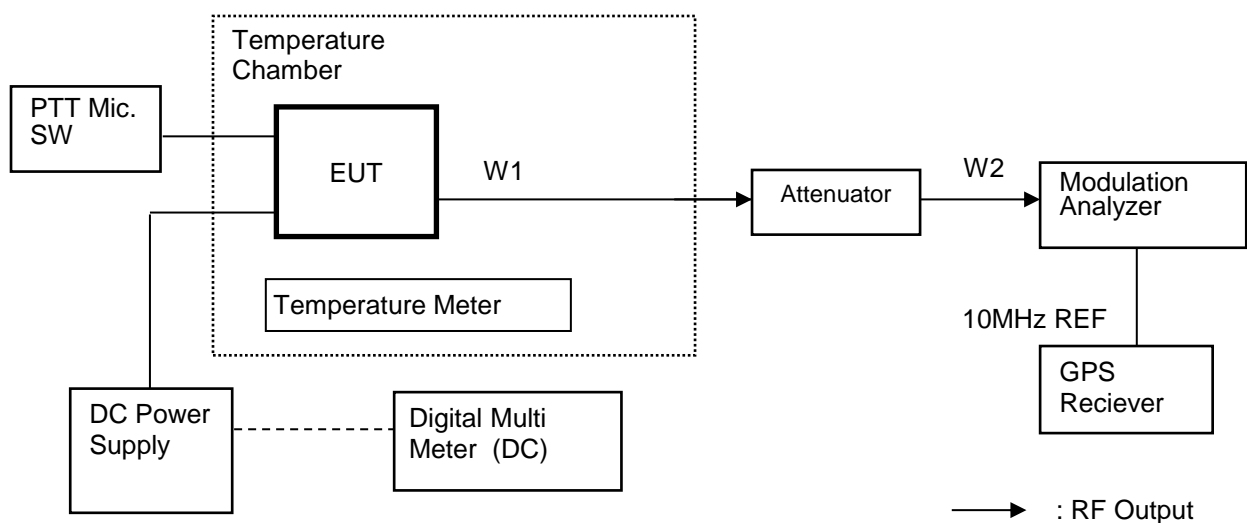 Temperature
Chamber
PTT Mic.
SW
EUT
W1
Attenuator
W2
Modulation
Analyzer
Temperature Meter
10MHz REF
GPS
Reciever
DC Power
Supply
Digital Multi
Meter (DC)
: RF Output